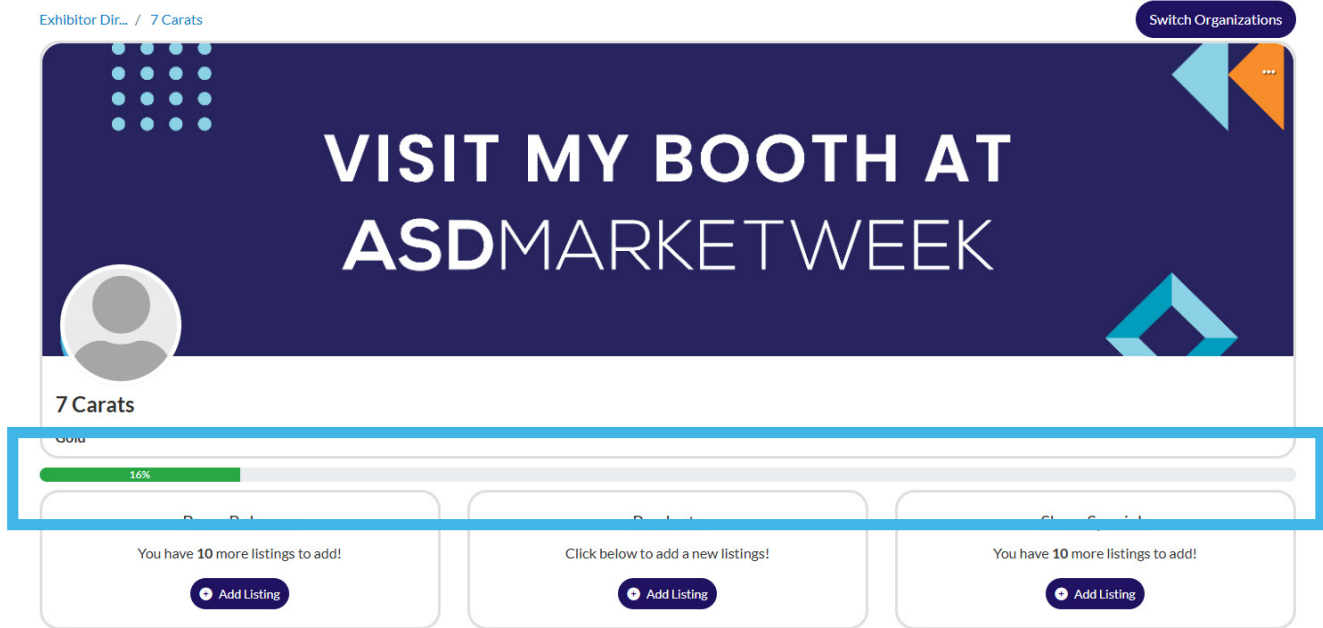 Exhibitor Dir... / 7 Carats
Switch Organizations
VISIT MY BOOTH AT
ASDMARKETWEEK
7 Carats
Gold
16%
You have 10 more listings to add!
Add Listing
Click below to add a new listings!
Add Listing
You have 10 more listings to add!
Add Listing